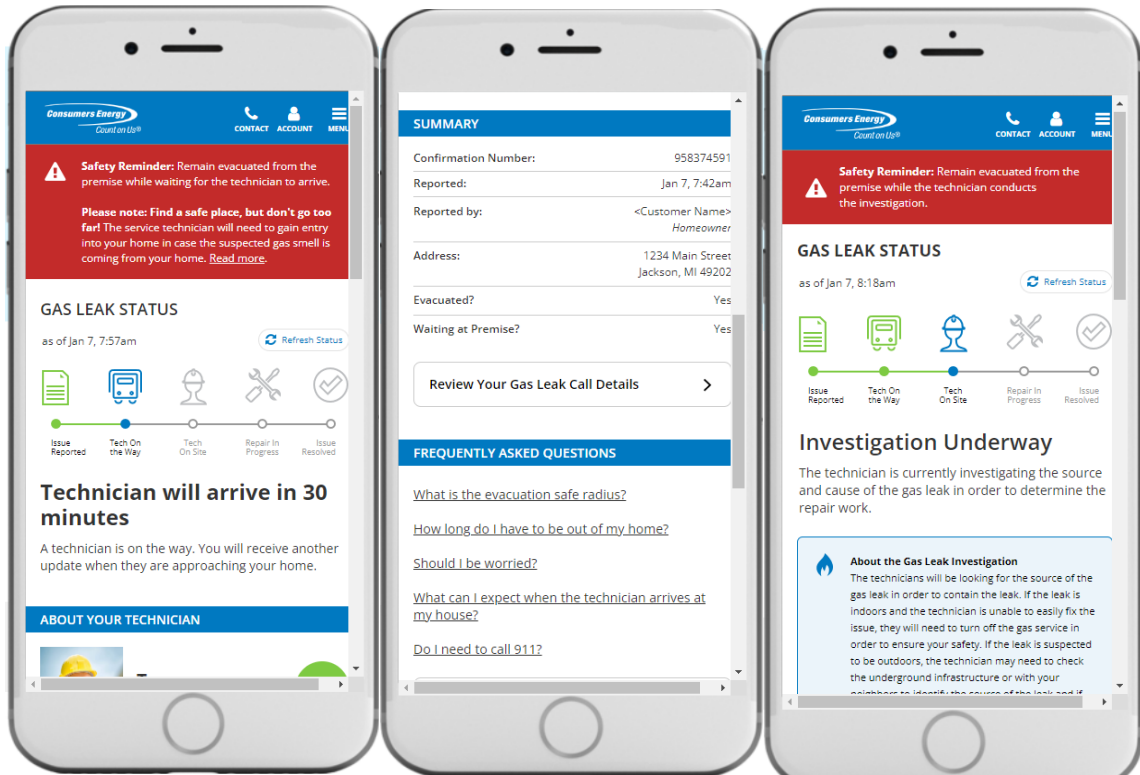 Consumers Energy
Count on Us®
CONTACT ACCOUNT MENU
Safety Reminder: Remain evacuated from the
premise while waiting for the technician to arrive.
Please note: Find a safe place, but don't go too
far! The service technician will need to gain entry
into your home in case the suspected gas smell is
coming from your home. Read more.
GAS LEAK STATUS
as of Jan 7, 7:57am
Refresh Status
Issue Reported
Tech On the Way
Tech On Site
Repair In Progress
Issue Resolved
Technician will arrive in 30
minutes
A technician is on the way. You will receive another
update when they are approaching your home.
ABOUT YOUR TECHNICIAN
SUMMARY
Confirmation Number: 958374591
Reported: Jan 7, 7:42am
Reported by: <Customer Name>
Homeowner
Address: 1234 Main Street
Jackson, MI 49202
Evacuated? Yes
Waiting at Premise? Yes
Review Your Gas Leak Call Details
FREQUENTLY ASKED QUESTIONS
What is the evacuation safe radius?
How long do I have to be out of my home?
Should I be worried?
What can I expect when the technician arrives at
my house?
Do I need to call 911?
Consumers Energy
Count on Us®
CONTACT ACCOUNT MENU
Safety Reminder: Remain evacuated from the
premise while the technician conducts
the investigation.
GAS LEAK STATUS
as of Jan 7, 8:18am
Refresh Status
Issue Reported
Tech On the Way
Tech On Site
Repair In Progress
Issue Resolved
Investigation Underway
The technician is currently investigating the source
and cause of the gas leak in order to determine the
repair work.
About the Gas Leak Investigation
The technicians will be looking for the source of the
gas leak in order to contain the leak. If the leak is
indoors and the technician is unable to easily fix the
issue, they will need to turn off the gas service in
order to ensure your safety. If the leak is suspected
to be outdoors, the technician may need to check
the underground infrastructure or with your
neighbors to identify the source of the leak and if